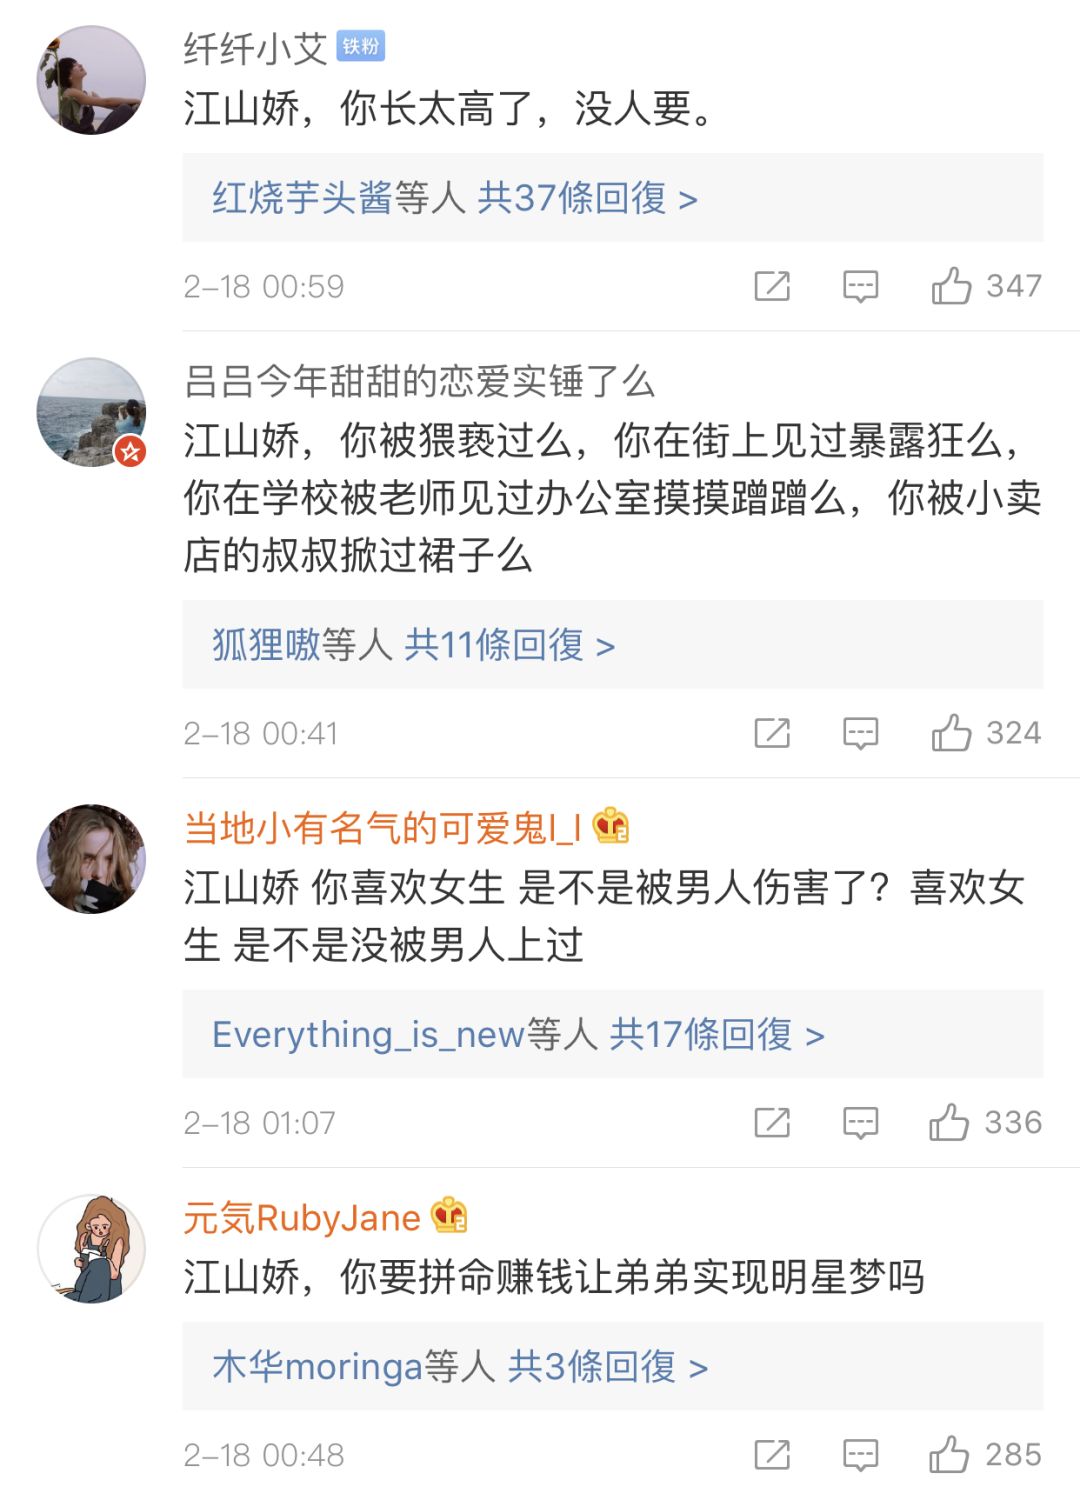 纤纤小艾 铁粉
江山娇，你长太高了，没人要。
红烧芋头酱等人 共37條回復 >
2-18 00:59 347
吕吕今年甜甜的恋爱实锤了么
江山娇，你被猥亵过么，你在街上见过暴露狂么，
你在学校被老师见过办公室摸摸蹭蹭么，你被小卖
店的叔叔掀过裙子么
狐狸嗷等人 共11條回復 >
2-18 00:41 324
当地小有名气的可爱鬼I_I
江山娇 你喜欢女生 是不是被男人伤害了？喜欢女
生 是不是没被男人上过
Everything_is_new等人 共17條回復 >
2-18 01:07 336
元気RubyJane
江山娇，你要拼命赚钱让弟弟实现明星梦吗
木华moringa等人 共3條回復 >
2-18 00:48 285